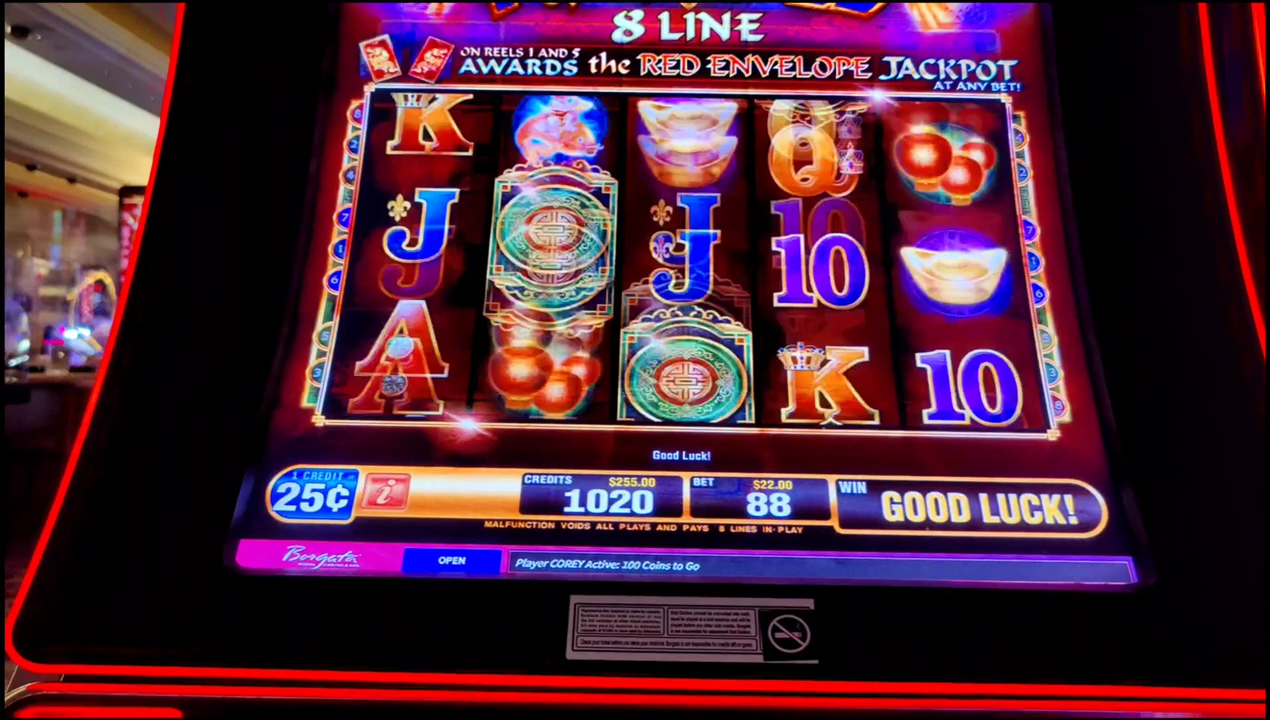 8 LINE
ON REELS 1 AND 5
AWARDS the RED ENVELOPE JACKPOT
AT ANY BET!
K
Q
J
J
10
10
A
A
K
10
Good Luck!
1 CREDIT =
25¢
i
CREDITS
$255.00
1020
BET
$22.00
88
WIN
GOOD LUCK!
MALFUNCTION VOIDS ALL PLAYS AND PAYS 8 LINES IN-PLAY
Borgata
OPEN
Player COREY Active: 100 Coins to Go